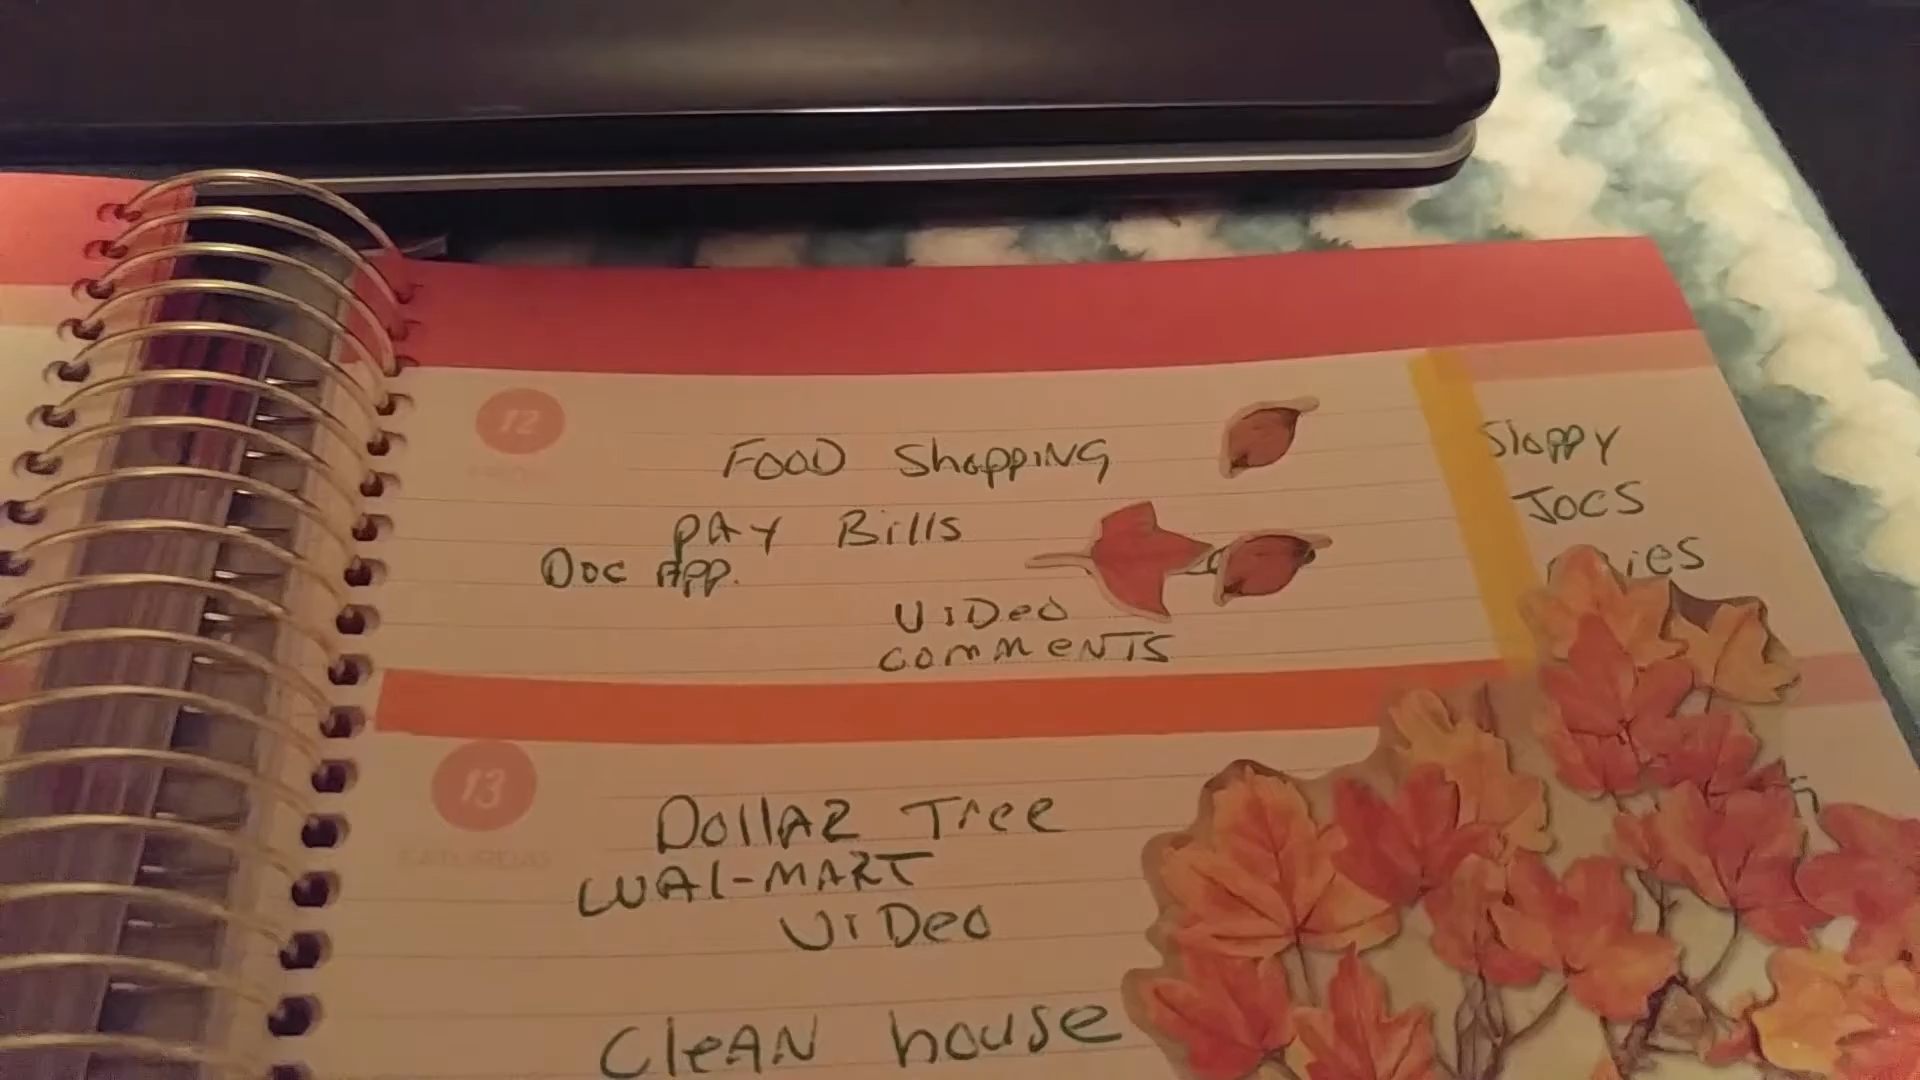 12
FOOD Shopping
PAY Bills
Doc App.
ViDeo
comments
Sloppy
Joes
13
SATURDAY
Dollar Tree
WAl-MART
ViDeo
CleAN house